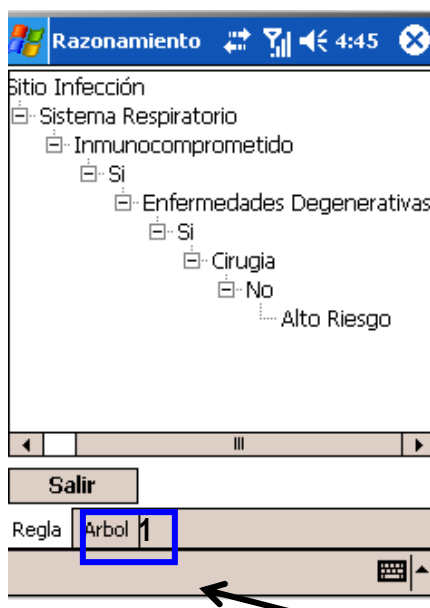 Razonamiento 4:45
Sitio Infección
Sistema Respiratorio
Inmunocomprometido
Si
Enfermedades Degenerativas
Si
Cirugia
No
Alto Riesgo
Salir
Regla Arbol 1